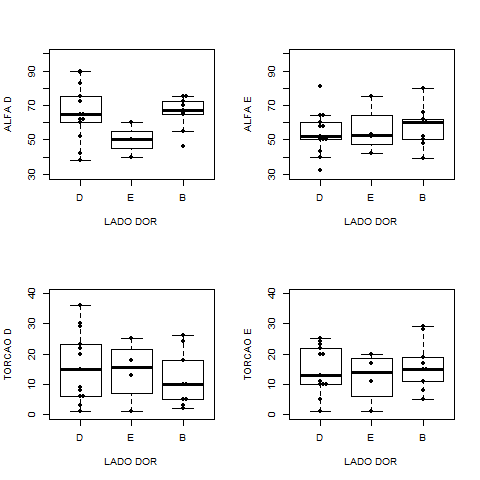 ALFA D
90
70
50
30
D E B
LADO DOR
ALFA E
90
70
50
30
D E B
LADO DOR
TORCAO D
40
30
20
10
0
D E B
LADO DOR
TORCAO E
40
30
20
10
0
D E B
LADO DOR